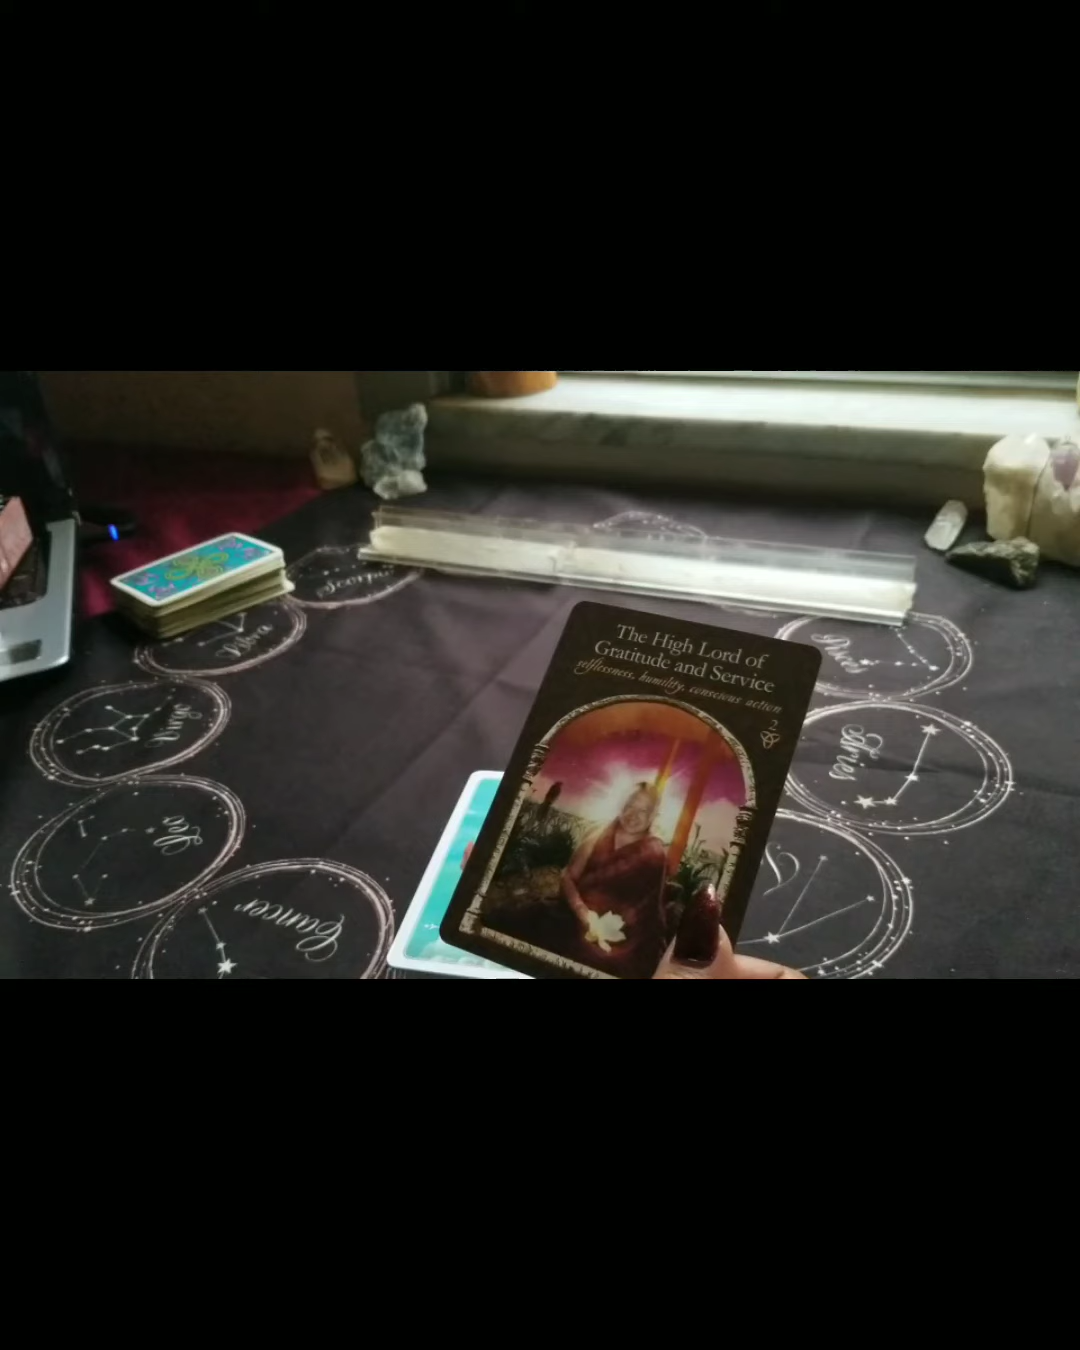 The High Lord of
Gratitude and Service
selflessness, humility, conscious action
2
Scorpio
Libra
Virgo
Leo
Cancer
Pisces
Aries